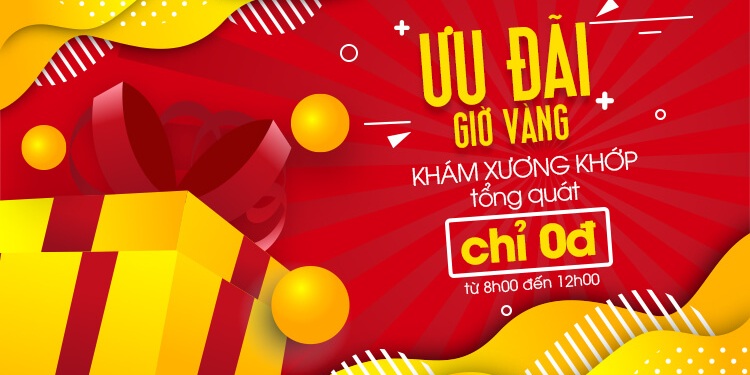 ƯU ĐÃI
GIỜ VÀNG
KHÁM XƯƠNG KHỚP
tổng quát
chỉ 0đ
từ 8h00 đến 12h00